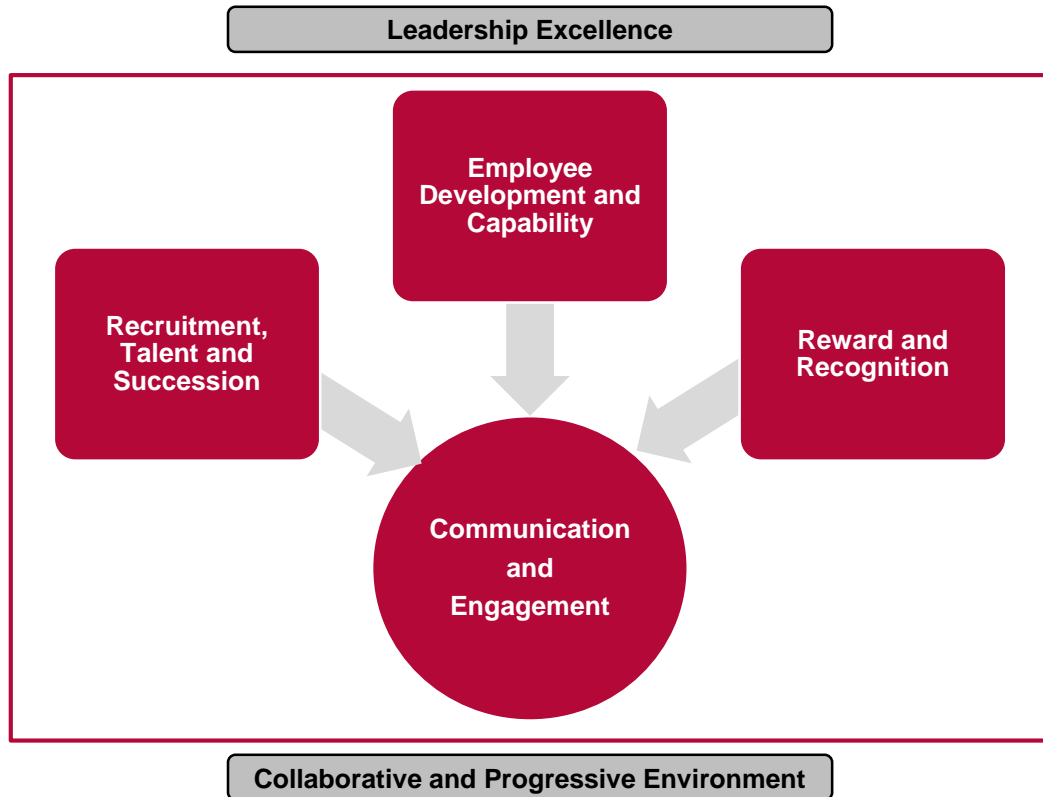 Leadership Excellence
Employee
Development and
Capability
Recruitment,
Talent and
Succession
Reward and
Recognition
Communication
and
Engagement
Collaborative and Progressive Environment